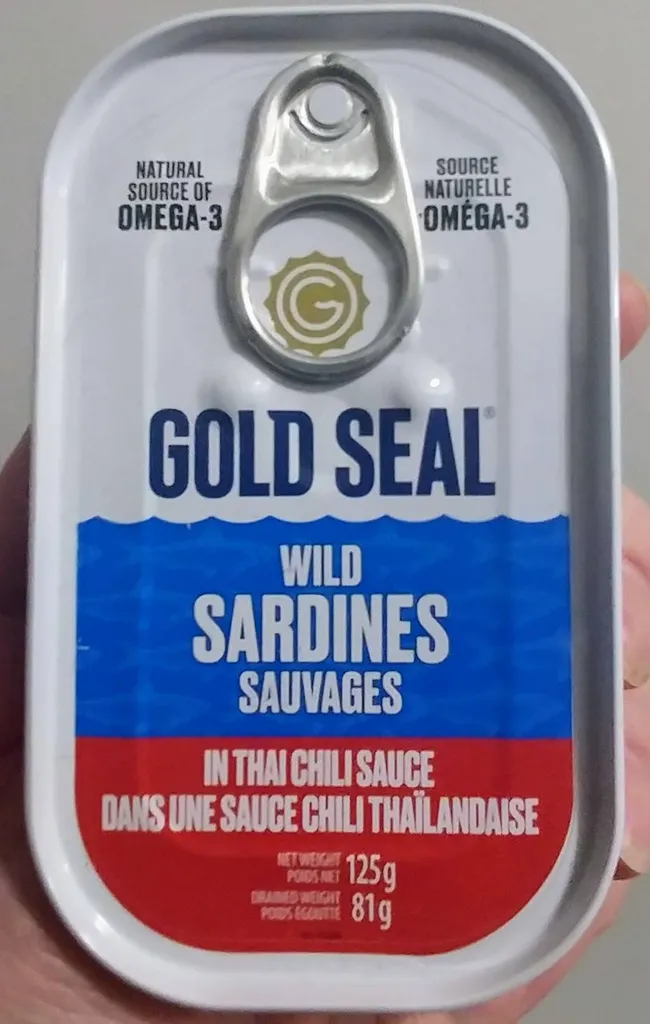 NATURAL
SOURCE OF
OMEGA-3
SOURCE
NATURELLE
OMÉGA-3
G
GOLD SEAL®
WILD
SARDINES
SAUVAGES
IN THAI CHILI SAUCE
DANS UNE SAUCE CHILI THAÏLANDAISE
NET WEIGHT
POIDS NET 125g
DRAINED WEIGHT
POIDS ÉGOUTTÉ 81g